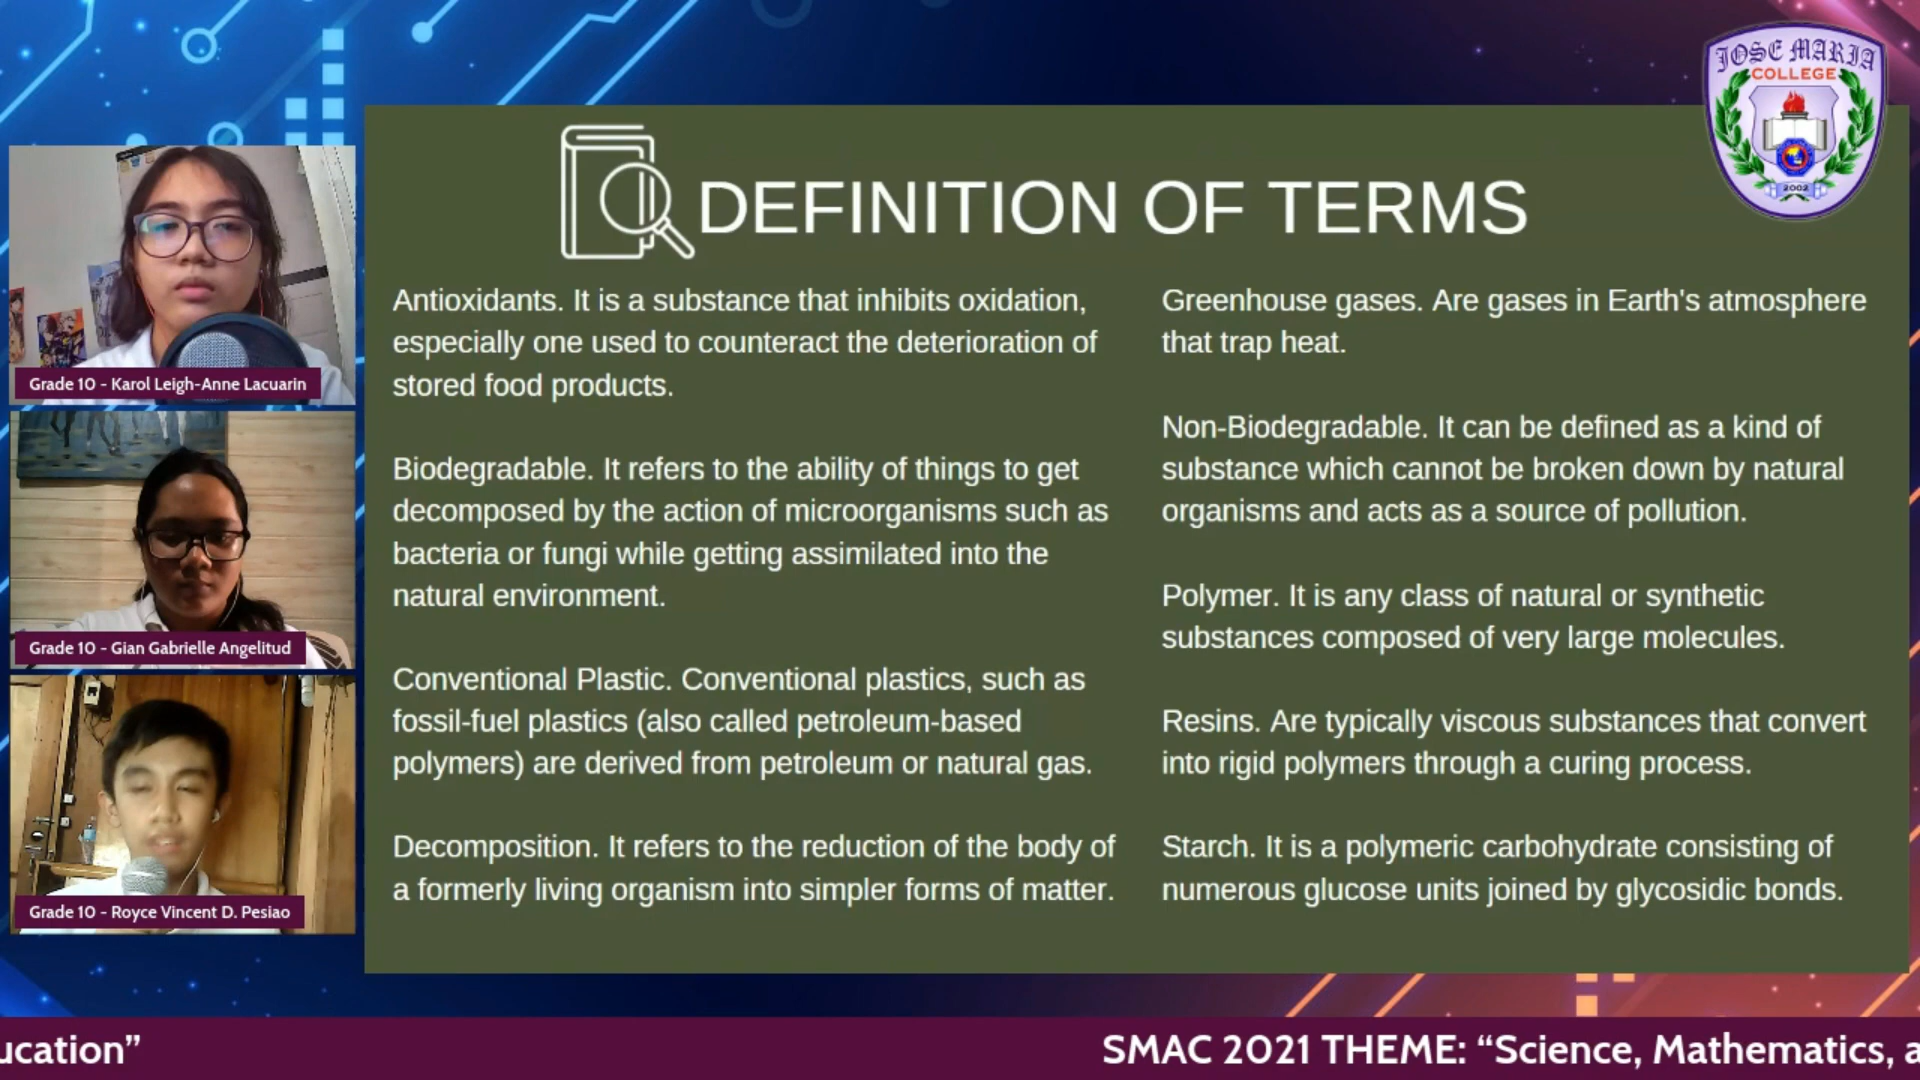 JOSE MARIA
COLLEGE
2002
DEFINITION OF TERMS
Grade 10 - Karol Leigh-Anne Lacuarin
Grade 10 - Gian Gabrielle Angelitud
Grade 10 - Royce Vincent D. Pesiao
Antioxidants. It is a substance that inhibits oxidation,
especially one used to counteract the deterioration of
stored food products.
Biodegradable. It refers to the ability of things to get
decomposed by the action of microorganisms such as
bacteria or fungi while getting assimilated into the
natural environment.
Conventional Plastic. Conventional plastics, such as
fossil-fuel plastics (also called petroleum-based
polymers) are derived from petroleum or natural gas.
Decomposition. It refers to the reduction of the body of
a formerly living organism into simpler forms of matter.
Greenhouse gases. Are gases in Earth's atmosphere
that trap heat.
Non-Biodegradable. It can be defined as a kind of
substance which cannot be broken down by natural
organisms and acts as a source of pollution.
Polymer. It is any class of natural or synthetic
substances composed of very large molecules.
Resins. Are typically viscous substances that convert
into rigid polymers through a curing process.
Starch. It is a polymeric carbohydrate consisting of
numerous glucose units joined by glycosidic bonds.
ucation” SMAC 2021 THEME: “Science, Mathematics, a